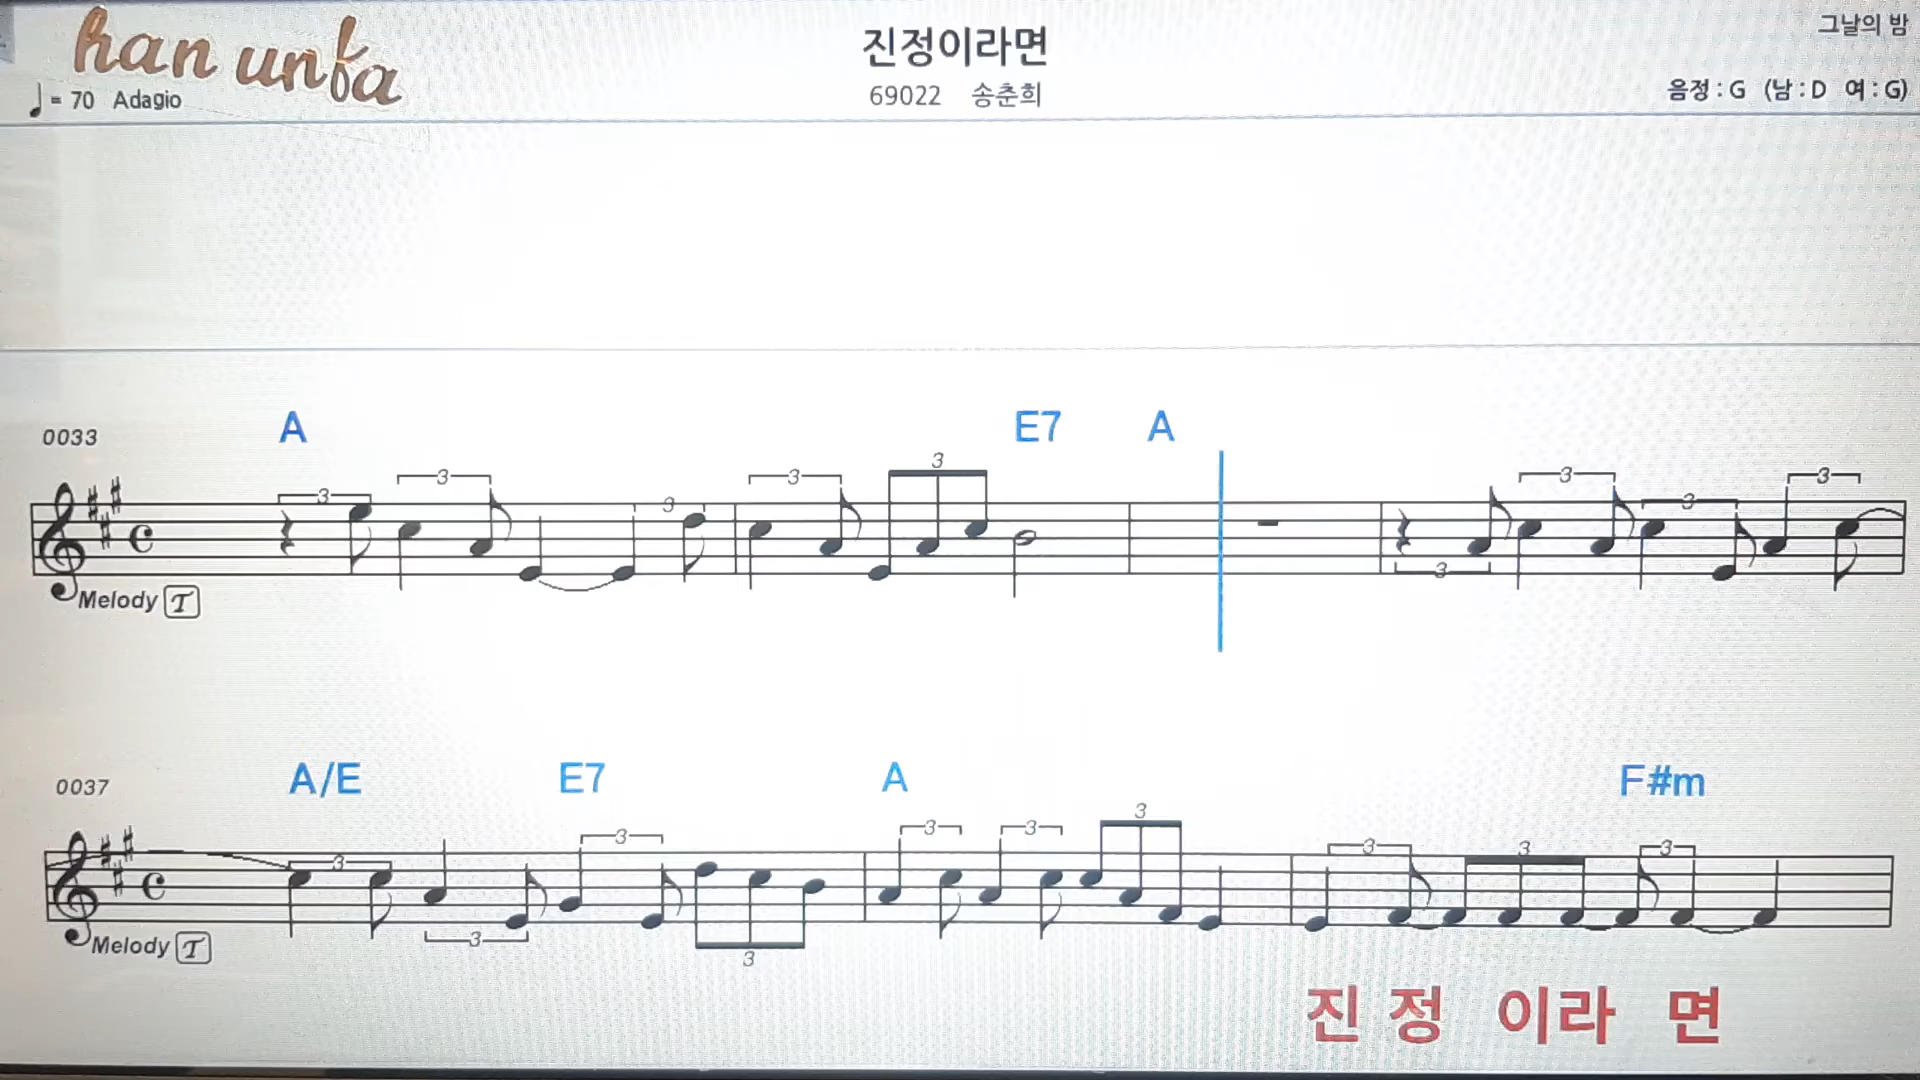 han unfa
그날의 밤
진정이라면
♩= 70 Adagio
69022 송춘희
음정 : G (남 : D 여 : G)
0033 A E7 A
3 3 3 3 3 3 3 3 3
Melody T
0037 A/E E7 A F#m
3 3 3 3 3 3 3 3 3 3
Melody T
진 정 이라 면